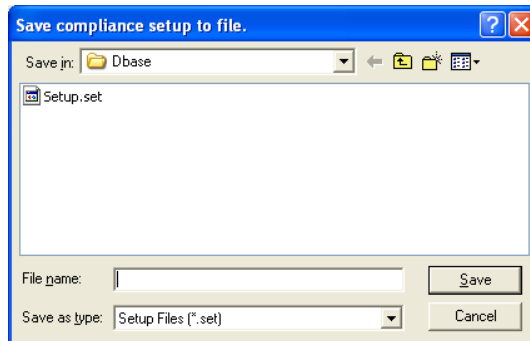 Save compliance setup to file.
Save in: Dbase
Setup.set
File name:
Save
Save as type: Setup Files (*.set)
Cancel